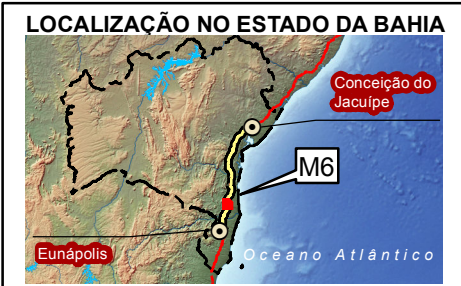 LOCALIZAÇÃO NO ESTADO DA BAHIA
Conceição do
Jacuípe
M6
Eunápolis
Oceano Atlântico